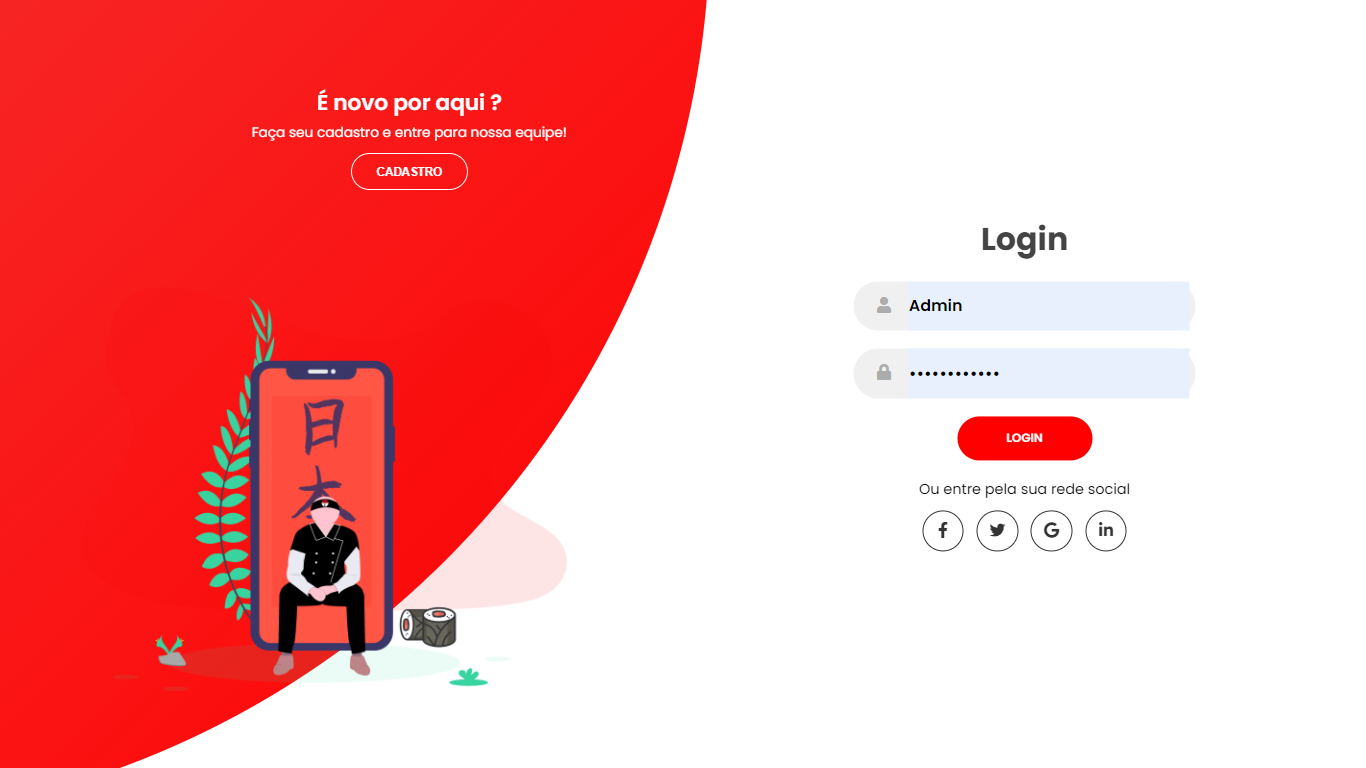 É novo por aqui ?
Faça seu cadastro e entre para nossa equipe!
CADASTRO
日
本
Login
Admin
••••••••••••
LOGIN
Ou entre pela sua rede social